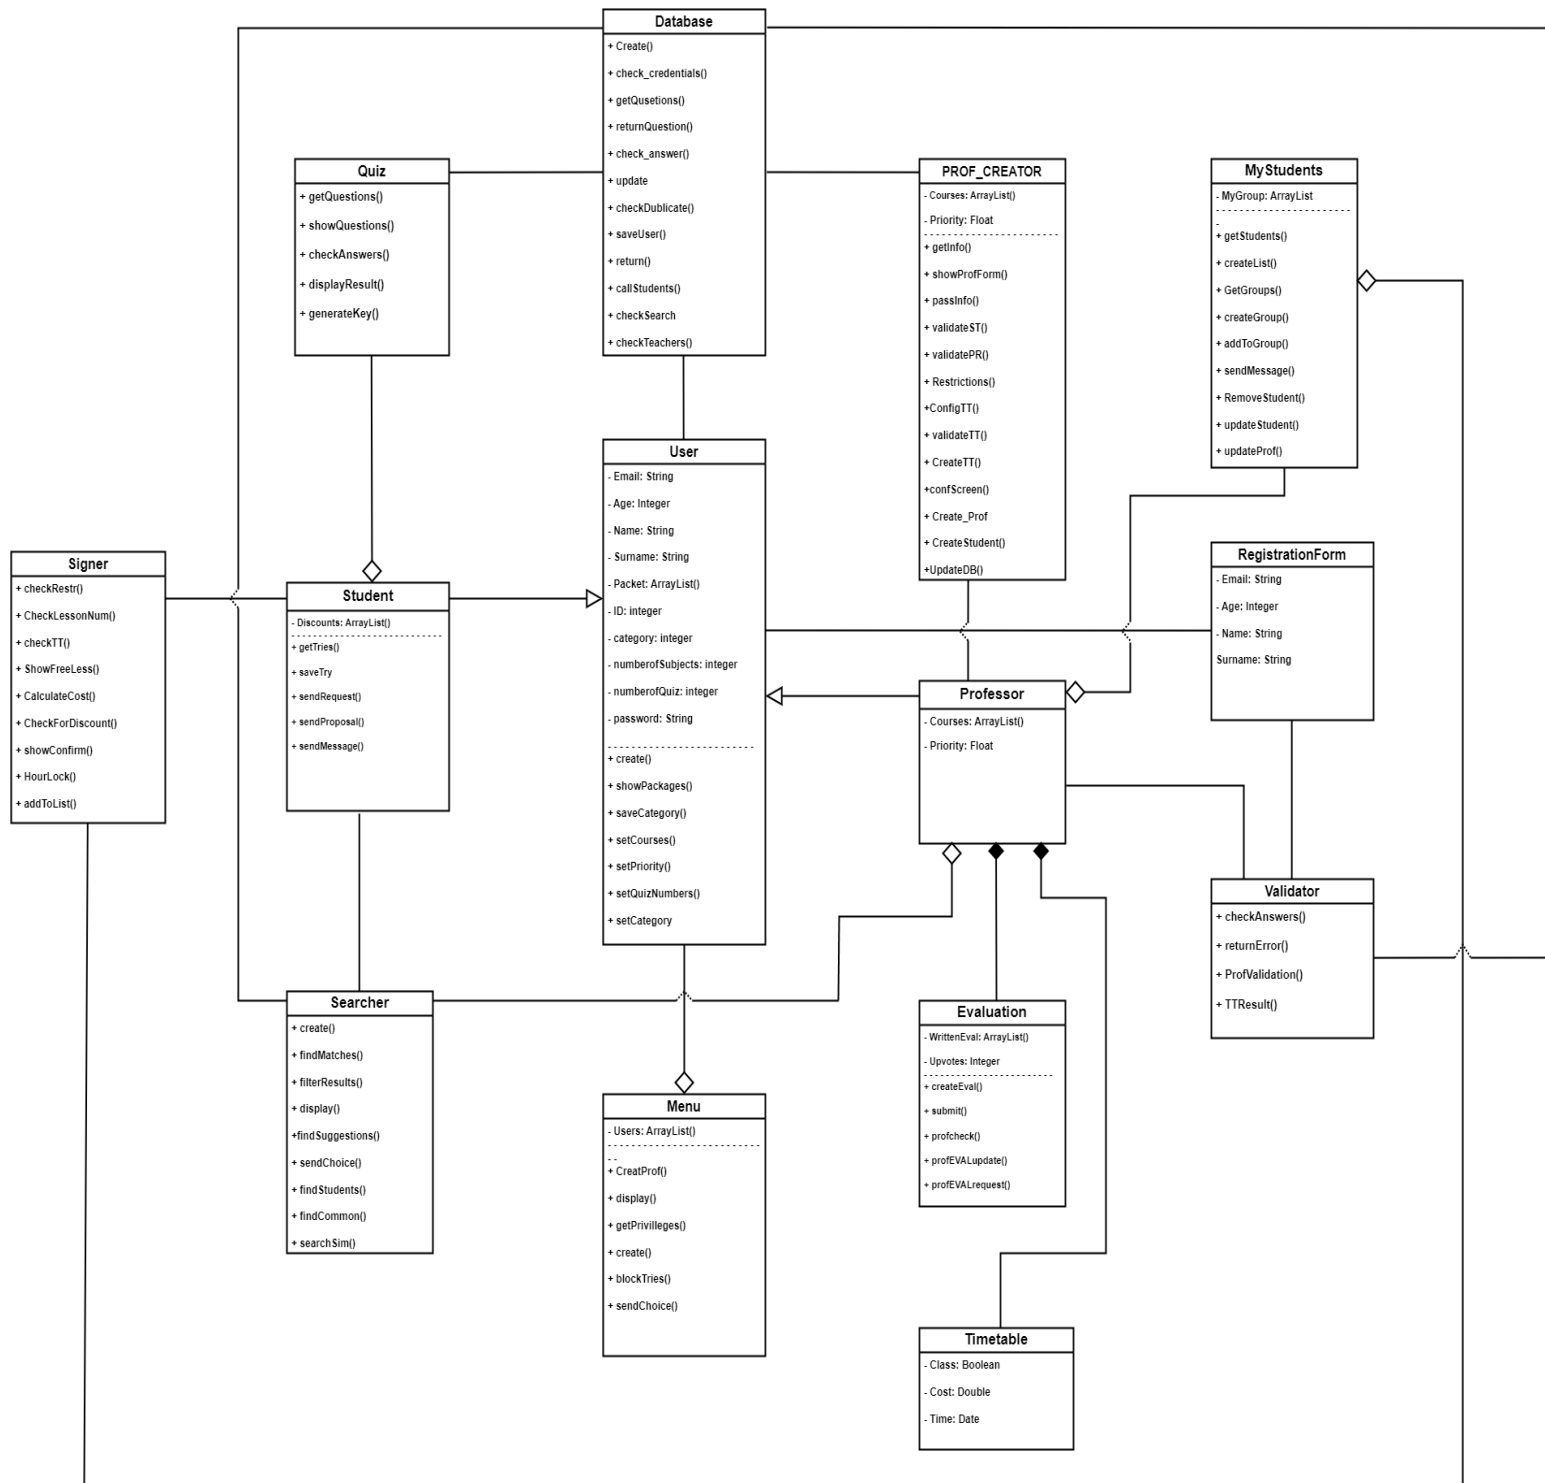 Database
+ Create()
+ check_credentials()
+ getQusetions()
+ returnQuestion()
+ check_answer()
+ update
+ checkDublicate()
+ saveUser()
+ return()
+ callStudents()
+ checkSearch
+ checkTeachers()
Quiz
+ getQuestions()
+ showQuestions()
+ checkAnswers()
+ displayResult()
+ generateKey()
PROF_CREATOR
- Courses: ArrayList()
- Priority: Float
+ getInfo()
+ showProfForm()
+ passInfo()
+ validateST()
+ validatePR()
+ Restrictions()
+ConfigTT()
+ validateTT()
+ CreateTT()
+confScreen()
+ Create_Prof
+ CreateStudent()
+UpdateDB()
MyStudents
- MyGroup: ArrayList
+ getStudents()
+ createList()
+ GetGroups()
+ createGroup()
+ addToGroup()
+ sendMessage()
+ RemoveStudent()
+ updateStudent()
+ updateProf()
User
- Email: String
- Age: Integer
- Name: String
- Surname: String
- Packet: ArrayList()
- ID: integer
- category: integer
- numberofSubjects: integer
- numberofQuiz: integer
- password: String
+ create()
+ showPackages()
+ saveCategory()
+ setCourses()
+ setPriority()
+ setQuizNumbers()
+ setCategory
Signer
+ checkRestr()
+ CheckLessonNum()
+ checkTT()
+ ShowFreeLess()
+ CalculateCost()
+ CheckForDiscount()
+ showConfirm()
+ HourLock()
+ addToList()
Student
- Discounts: ArrayList()
+ getTries()
+ saveTry
+ sendRequest()
+ sendProposal()
+ sendMessage()
RegistrationForm
- Email: String
- Age: Integer
- Name: String
Surname: String
Professor
- Courses: ArrayList()
- Priority: Float
Validator
+ checkAnswers()
+ returnError()
+ ProfValidation()
+ TTResult()
Searcher
+ create()
+ findMatches()
+ filterResults()
+ display()
+findSuggestions()
+ sendChoice()
+ findStudents()
+ findCommon()
+ searchSim()
Evaluation
- WrittenEval: ArrayList()
- Upvotes: Integer
+ createEval()
+ submit()
+ profcheck()
+ profEVALupdate()
+ profEVALrequest()
Menu
- Users: ArrayList()
+ CreatProf()
+ display()
+ getPrivilleges()
+ create()
+ blockTries()
+ sendChoice()
Timetable
- Class: Boolean
- Cost: Double
- Time: Date